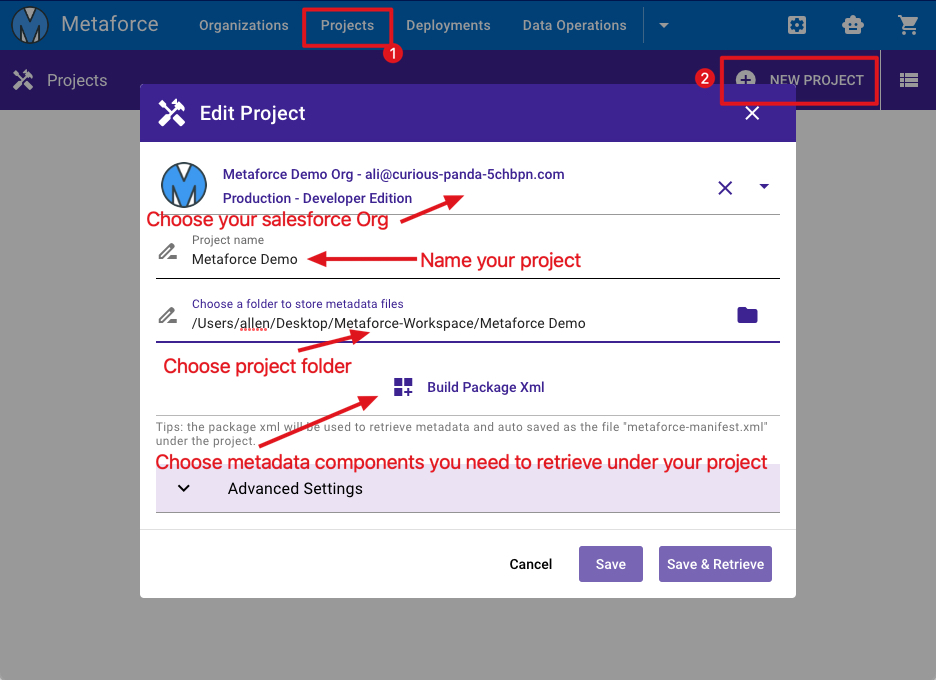 Metaforce
Organizations
Projects
Deployments
Data Operations
1
Projects
2
NEW PROJECT
Edit Project
Metaforce Demo Org - ali@curious-panda-5chbpn.com
Production - Developer Edition
Choose your salesforce Org
Project name
Metaforce Demo
Name your project
Choose a folder to store metadata files
/Users/allen/Desktop/Metaforce-Workspace/Metaforce Demo
Choose project folder
Build Package Xml
Tips: the package xml will be used to retrieve metadata and auto saved as the file "metaforce-manifest.xml"
under the project.
Choose metadata components you need to retrieve under your project
Advanced Settings
Cancel
Save
Save & Retrieve